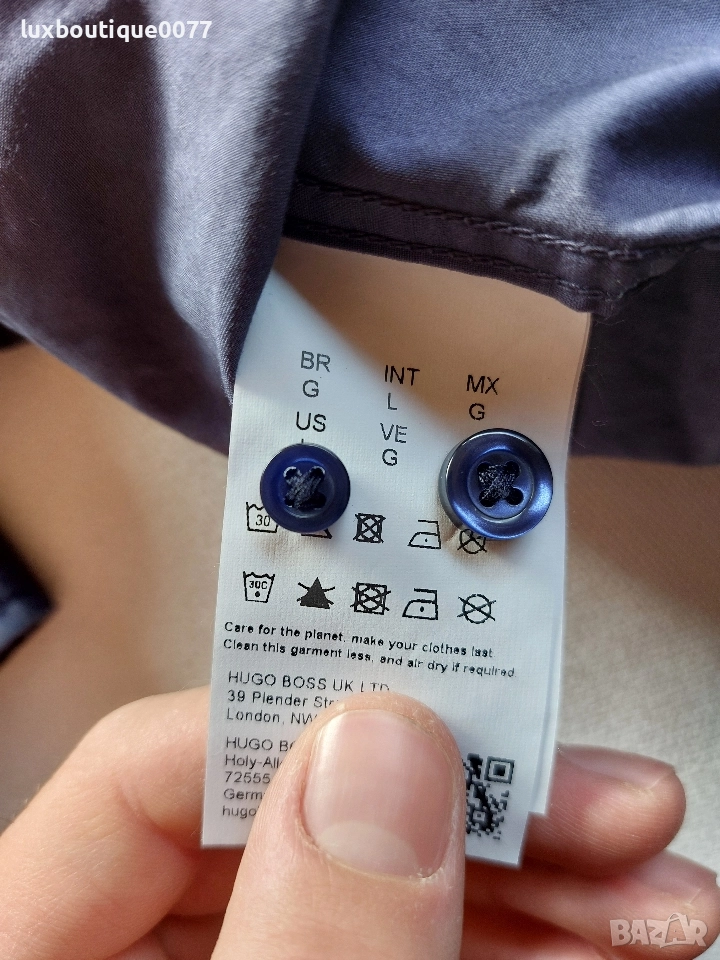 luxboutique0077
BR
G
INT
L
MX
G
US
VE
G
30
30C
Care for the planet, make your clothes last
Clean this garment less, and air dry if required
HUGO BOSS UK LTD
39 Plender
London,
HUGO
72555
BAZAR